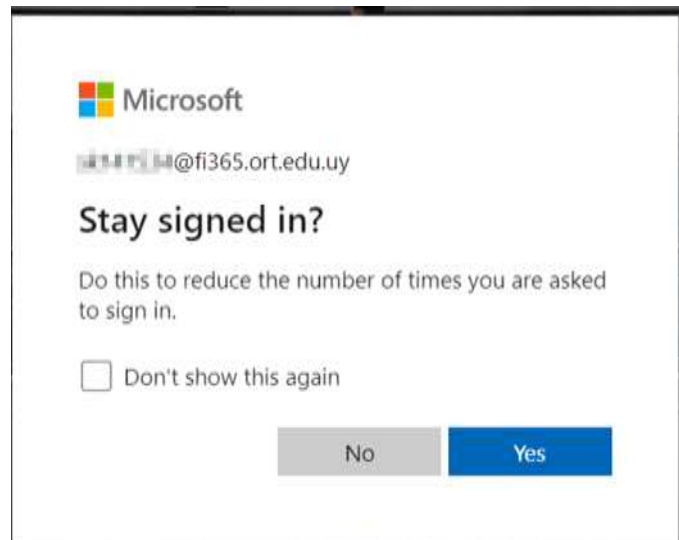 Microsoft
@fi365.ort.edu.uy
Stay signed in?
Do this to reduce the number of times you are asked
to sign in.
Don't show this again
No
Yes